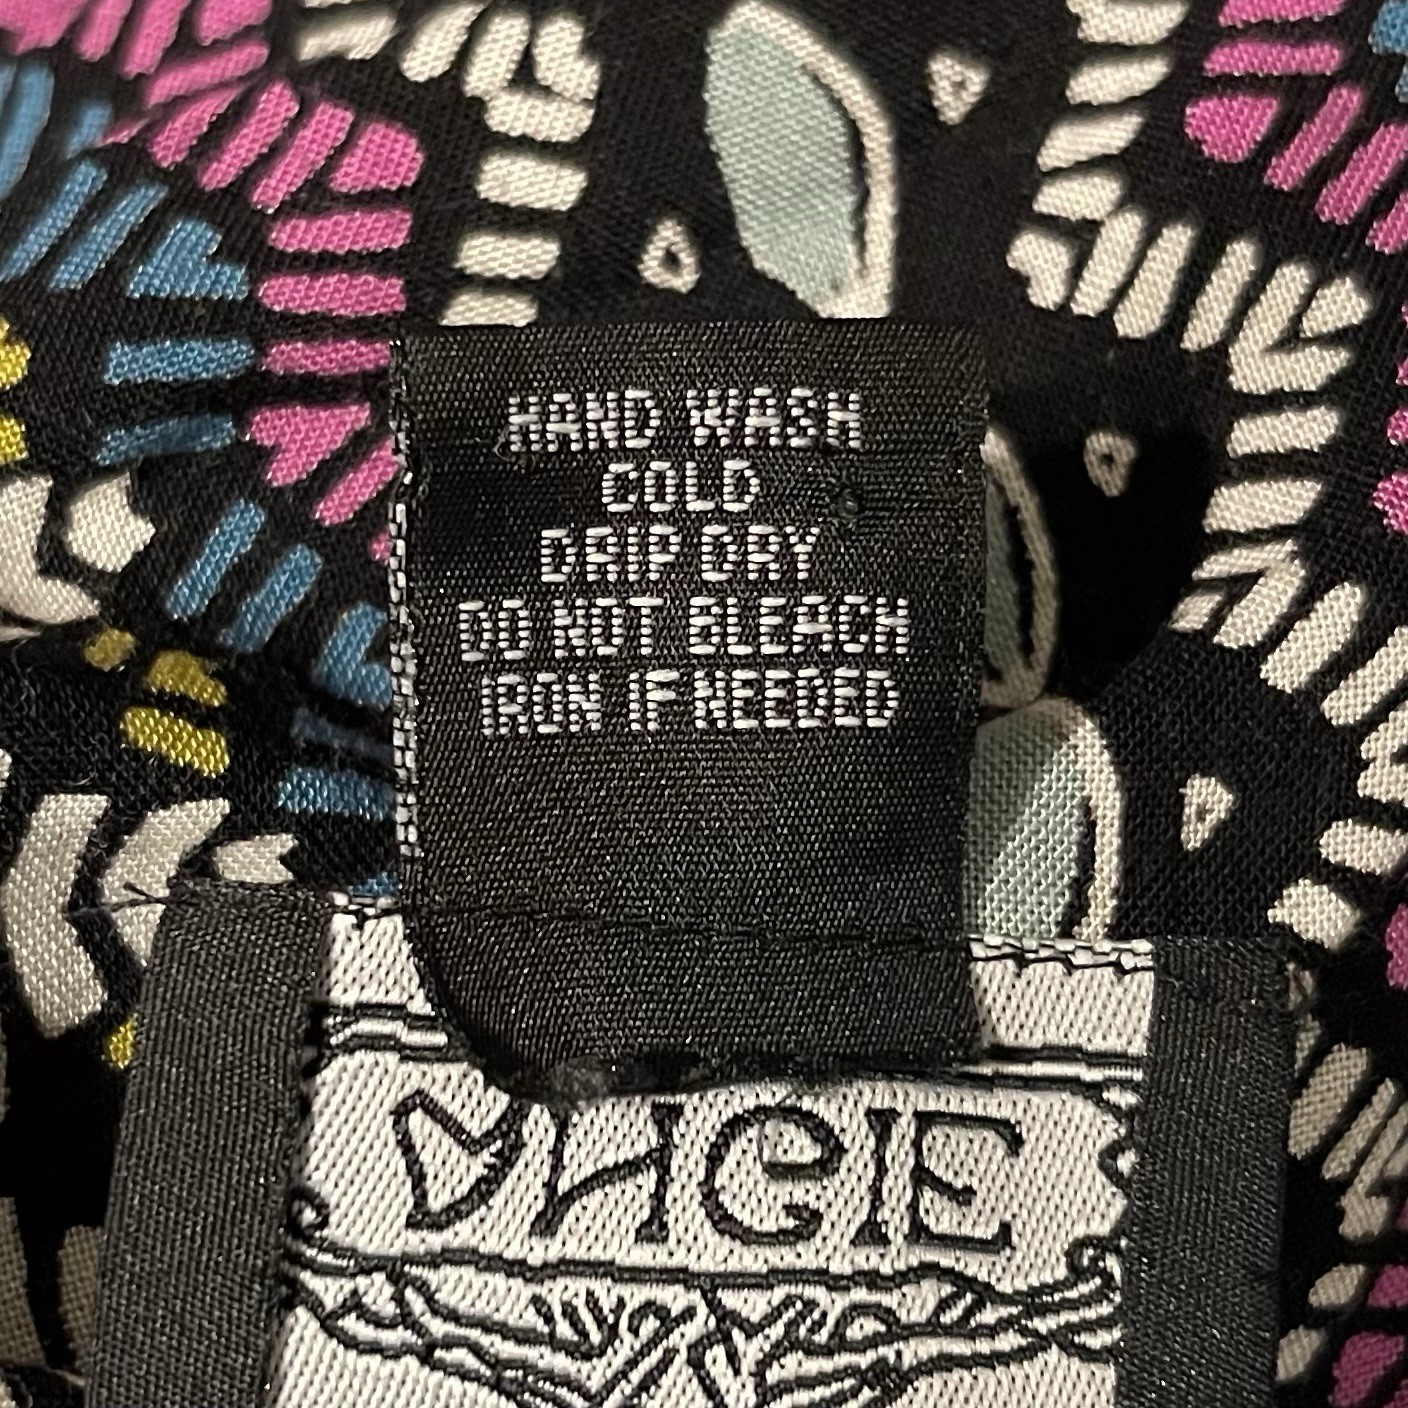 HAND WASH
COLD
DRIP DRY
DO NOT BLEACH
IRON IF NEEDED